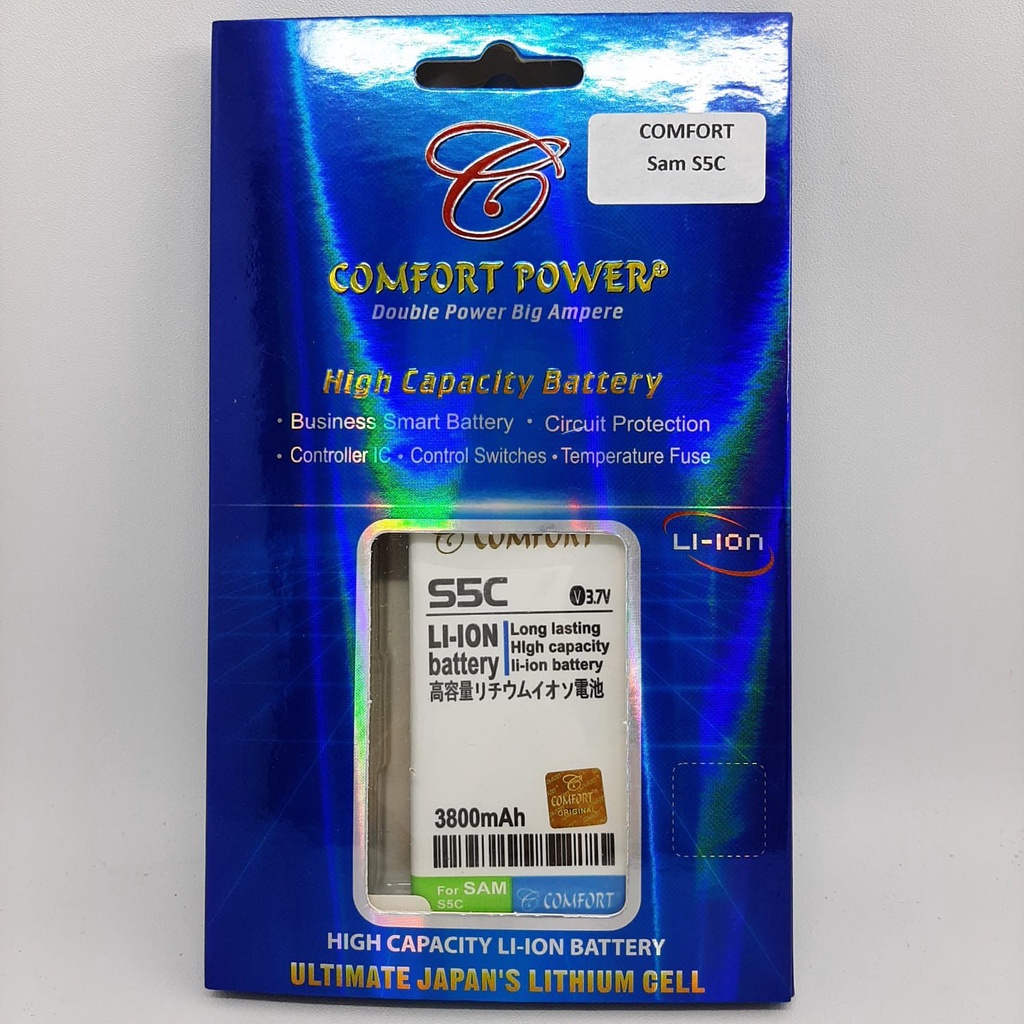 COMFORT
Sam S5C
COMFORT POWER
Double Power Big Ampere
High Capacity Battery
• Business Smart Battery • Circuit Protection
• Controller IC • Control Switches • Temperature Fuse
LI-ION
COMFORT
S5C
V 3.7V
LI-ION
battery
Long lasting
HIgh capacity
li-ion battery
高容量リチウムイオソ電池
COMFORT
ORIGINAL
3800mAh
For SAM
S5C
COMFORT
HIGH CAPACITY LI-ION BATTERY
ULTIMATE JAPAN'S LITHIUM CELL